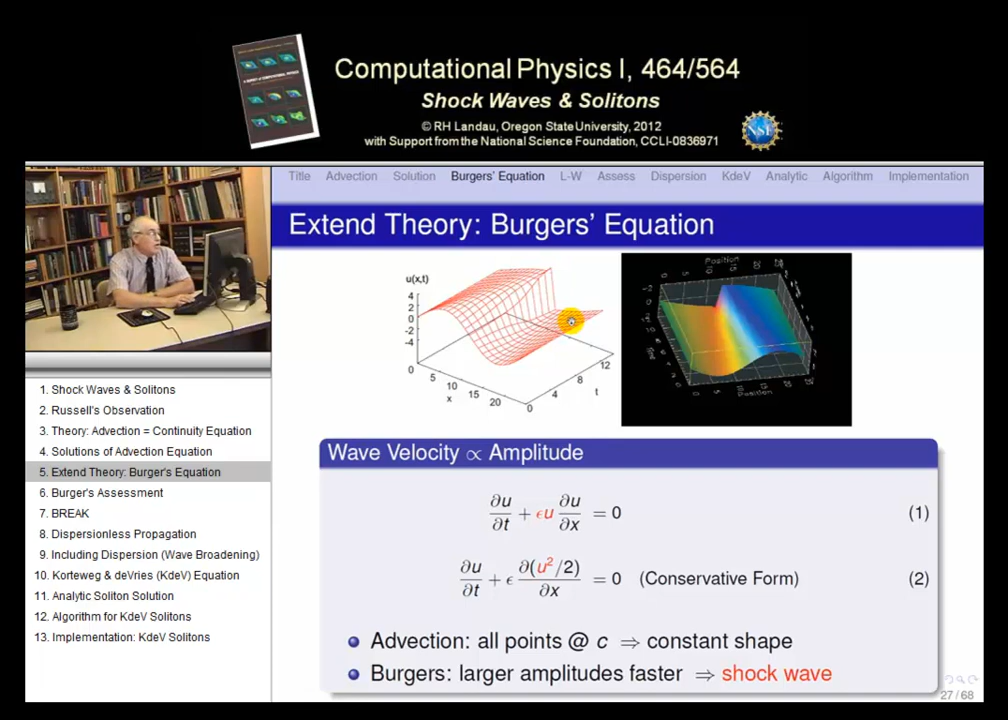 Computational Physics I, 464/564
Shock Waves & Solitons
© RH Landau, Oregon State University, 2012
with Support from the National Science Foundation, CCLI-0836971
NSF
Title Advection Solution Burgers' Equation L-W Assess Dispersion KdeV Analytic Algorithm Implementation
Extend Theory: Burgers' Equation
u(x,t)
4
2
0
-2
-4
0 5 10 15 20
x
0 4 8 12
t
Position
Position
Wave Velocity ∝ Amplitude
∂u/∂t + εu ∂u/∂x = 0 (1)
∂u/∂t + ε ∂(u²/2)/∂x = 0 (Conservative Form) (2)
Advection: all points @ c ⇒ constant shape
Burgers: larger amplitudes faster ⇒ shock wave
27 / 68
1. Shock Waves & Solitons
2. Russell's Observation
3. Theory: Advection = Continuity Equation
4. Solutions of Advection Equation
5. Extend Theory: Burger's Equation
6. Burger's Assessment
7. BREAK
8. Dispersionless Propagation
9. Including Dispersion (Wave Broadening)
10. Korteweg & deVries (KdeV) Equation
11. Analytic Soliton Solution
12. Algorithm for KdeV Solitons
13. Implementation: KdeV Solitons